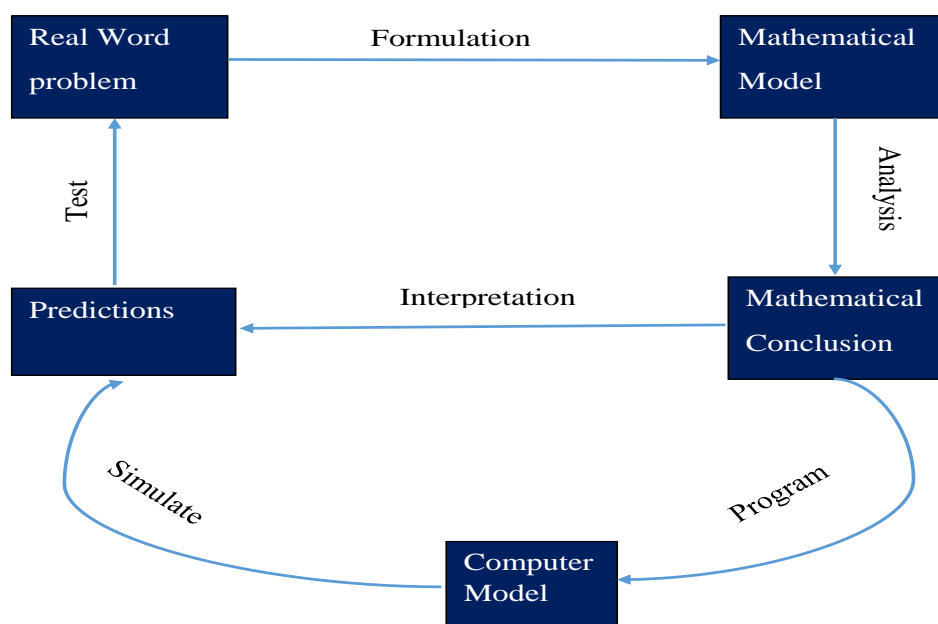 Real Word
problem
Formulation
Mathematical
Model
Analysis
Test
Predictions
Interpretation
Mathematical
Conclusion
Simulate
Program
Computer
Model